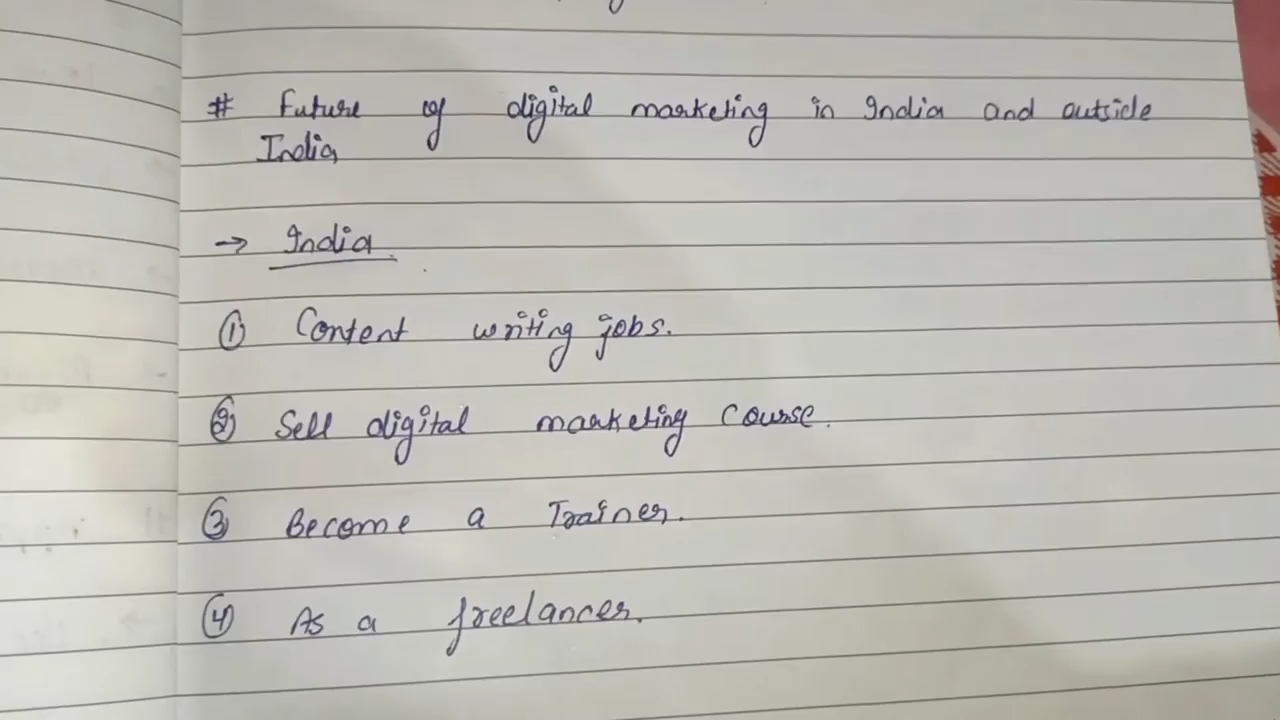 # Future of digital marketing in India and outside
India
→ India
① Content writing jobs.
② Sell digital marketing course.
③ Become a Trainer.
④ As a freelancer.